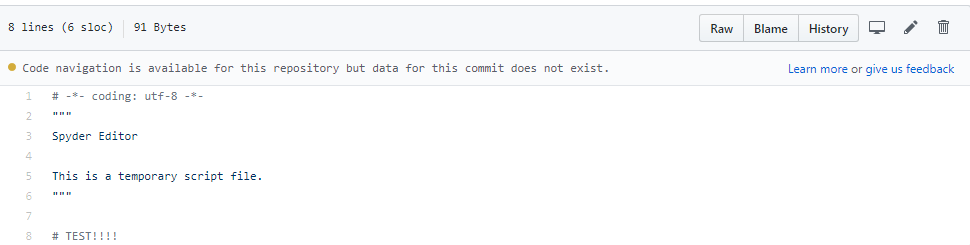 8 lines (6 sloc) 91 Bytes Raw Blame History
Code navigation is available for this repository but data for this commit does not exist. Learn more or give us feedback
1 # -*- coding: utf-8 -*-
2 """
3 Spyder Editor
4
5 This is a temporary script file.
6 """
7
8 # TEST!!!!